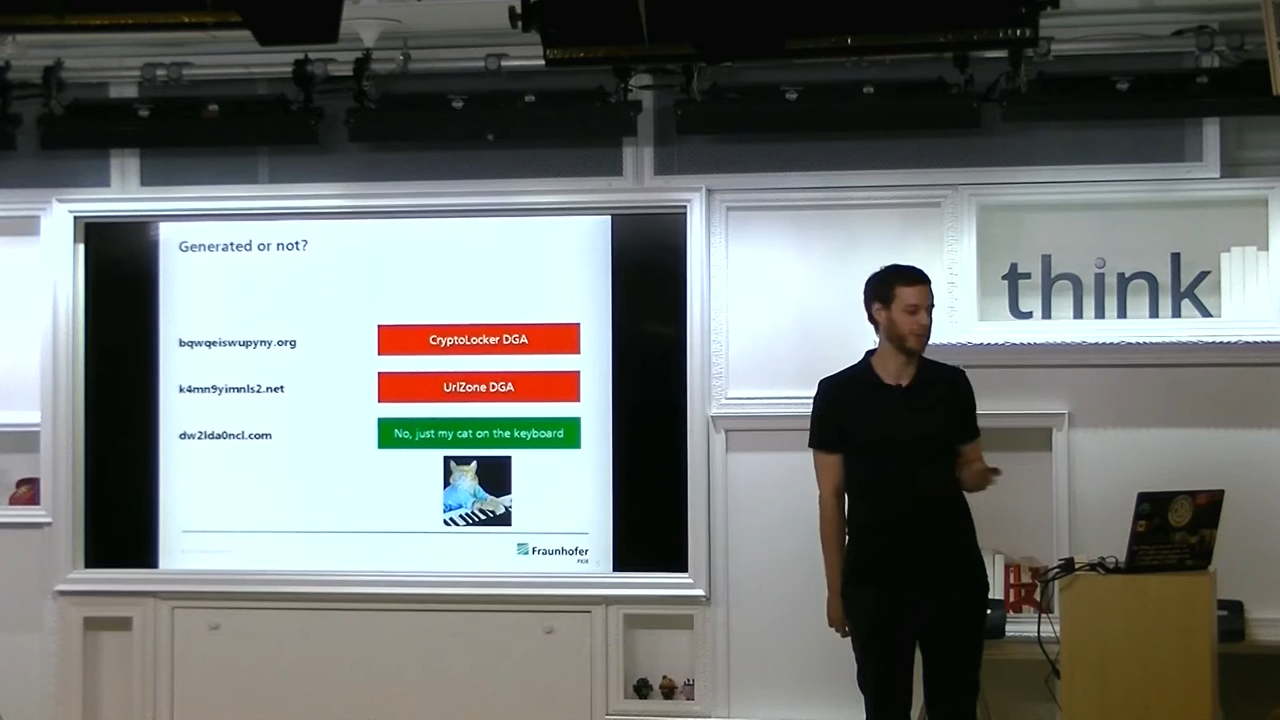 Generated or not?
bqwqeiswupyny.org
CryptoLocker DGA
k4mn9yimnls2.net
UrlZone DGA
dw2lda0ncl.com
No, just my cat on the keyboard
Fraunhofer
FKIE
think